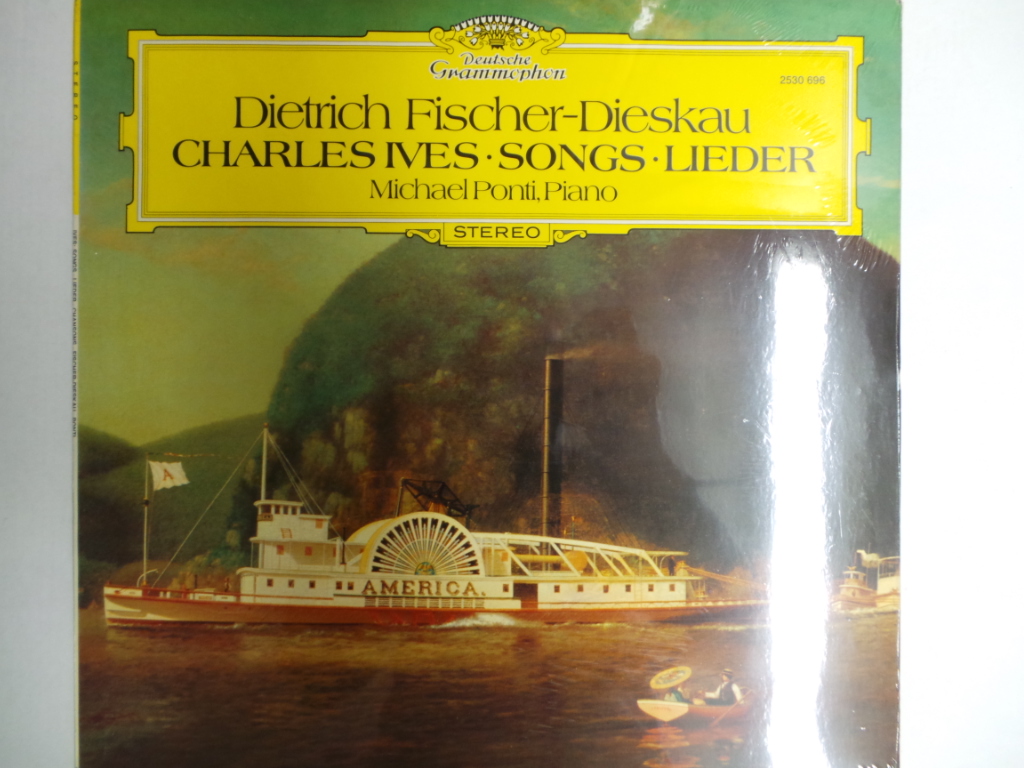 Deutsche
Grammophon
2530 696
Dietrich Fischer-Dieskau
CHARLES IVES · SONGS · LIEDER
Michael Ponti, Piano
STEREO
A
AMERICA.